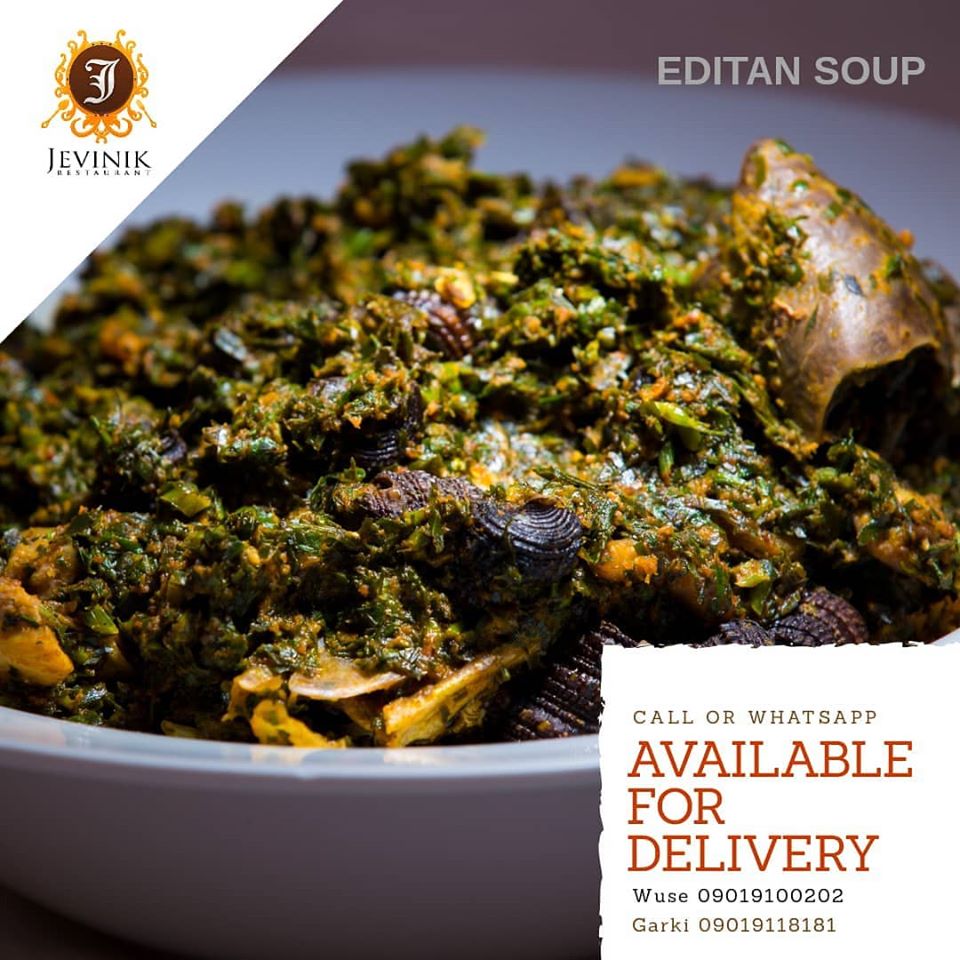 J
JEVINIK
RESTAURANT
EDITAN SOUP
CALL OR WHATSAPP
AVAILABLE
FOR
DELIVERY
Wuse 09019100202
Garki 09019118181